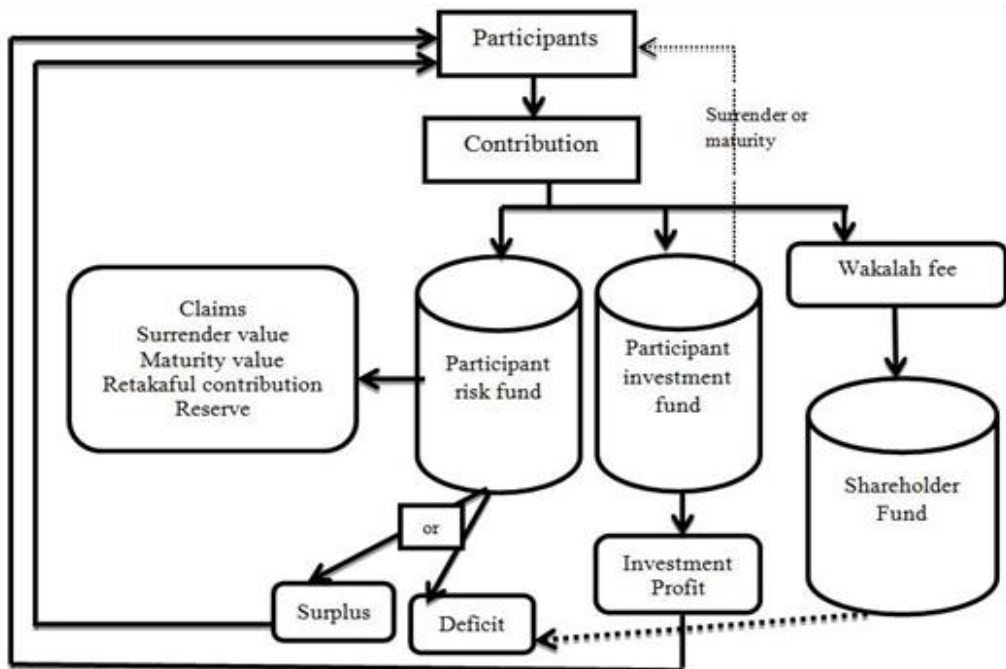 Participants
Surrender or
maturity
Contribution
Wakalah fee
Claims
Surrender value
Maturity value
Retakaful contribution
Reserve
Participant
risk fund
Participant
investment
fund
Shareholder
Fund
or
Investment
Profit
Surplus
Deficit